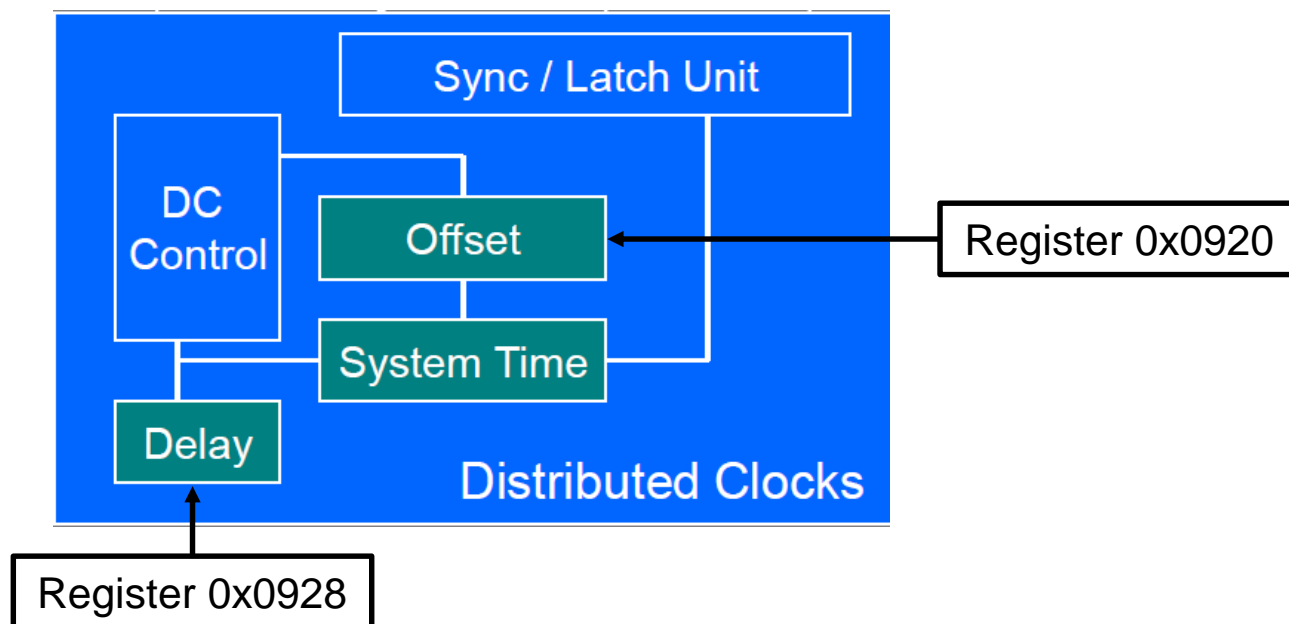 Sync / Latch Unit
DC
Control
Offset
Register 0x0920
System Time
Delay
Distributed Clocks
Register 0x0928